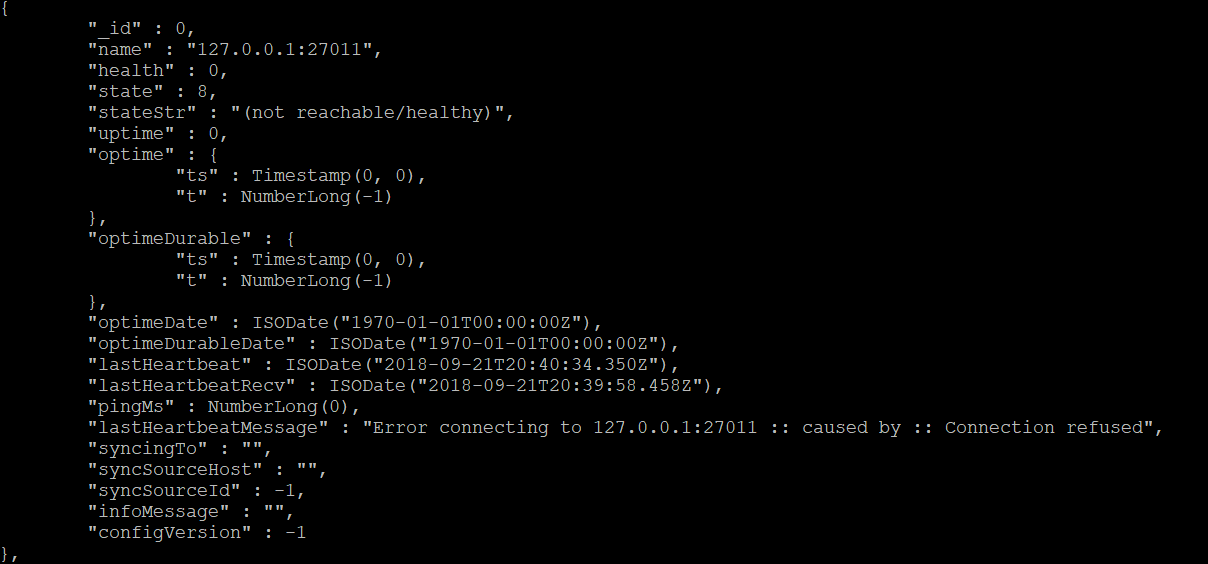 {
"_id" : 0,
"name" : "127.0.0.1:27011",
"health" : 0,
"state" : 8,
"stateStr" : "(not reachable/healthy)",
"uptime" : 0,
"optime" : {
"ts" : Timestamp(0, 0),
"t" : NumberLong(-1)
},
"optimeDurable" : {
"ts" : Timestamp(0, 0),
"t" : NumberLong(-1)
},
"optimeDate" : ISODate("1970-01-01T00:00:00Z"),
"optimeDurableDate" : ISODate("1970-01-01T00:00:00Z"),
"lastHeartbeat" : ISODate("2018-09-21T20:40:34.350Z"),
"lastHeartbeatRecv" : ISODate("2018-09-21T20:39:58.458Z"),
"pingMs" : NumberLong(0),
"lastHeartbeatMessage" : "Error connecting to 127.0.0.1:27011 :: caused by :: Connection refused",
"syncingTo" : "",
"syncSourceHost" : "",
"syncSourceId" : -1,
"infoMessage" : "",
"configVersion" : -1
},